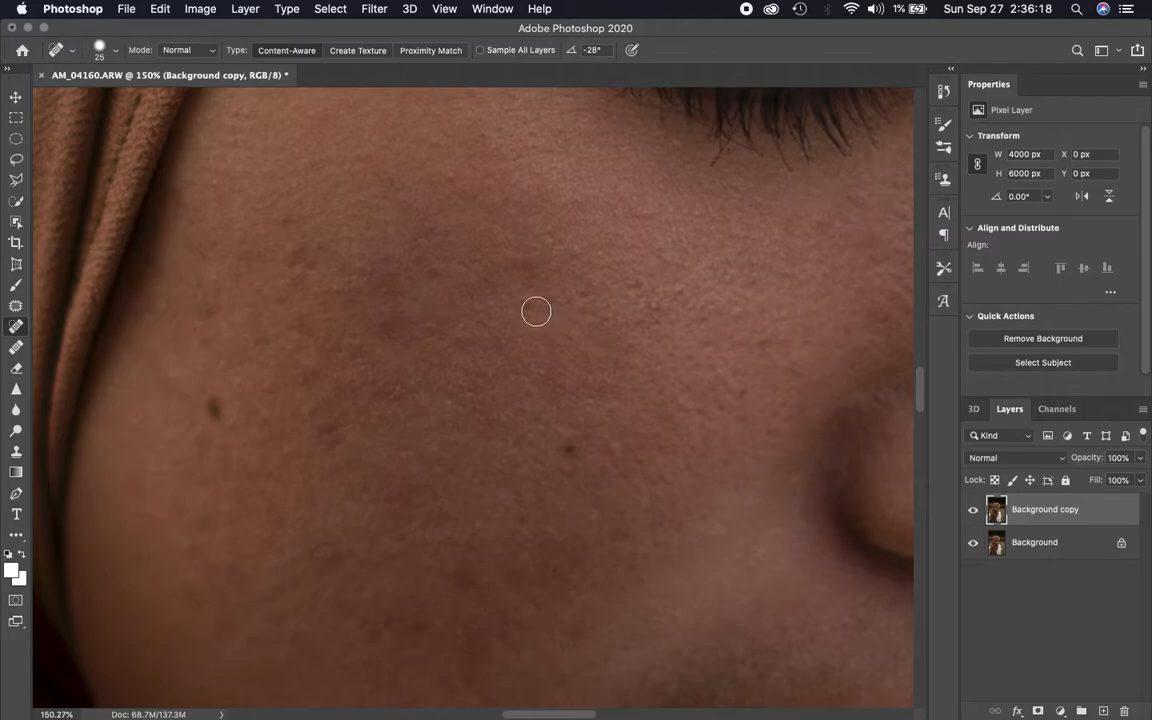 Photoshop File Edit Image Layer Type Select Filter 3D View Window Help 1% Sun Sep 27 2:36:18
Adobe Photoshop 2020
25 Mode: Normal Type: Content-Aware Create Texture Proximity Match Sample All Layers -28°
AM_04160.ARW @ 150% (Background copy, RGB/8) *
Properties
Pixel Layer
Transform
W 4000 px X 0 px
H 6000 px Y 0 px
0.00°
Align and Distribute
Align:
Quick Actions
Remove Background
Select Subject
3D Layers Channels
Kind
Normal Opacity: 100%
Lock: Fill: 100%
Background copy
Background
150.27% Doc: 68.7M/137.3M